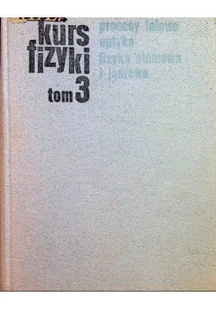 kurs
fizyki
tom 3
procesy falowe
optyka
fizyka atomowa
i jądrowa